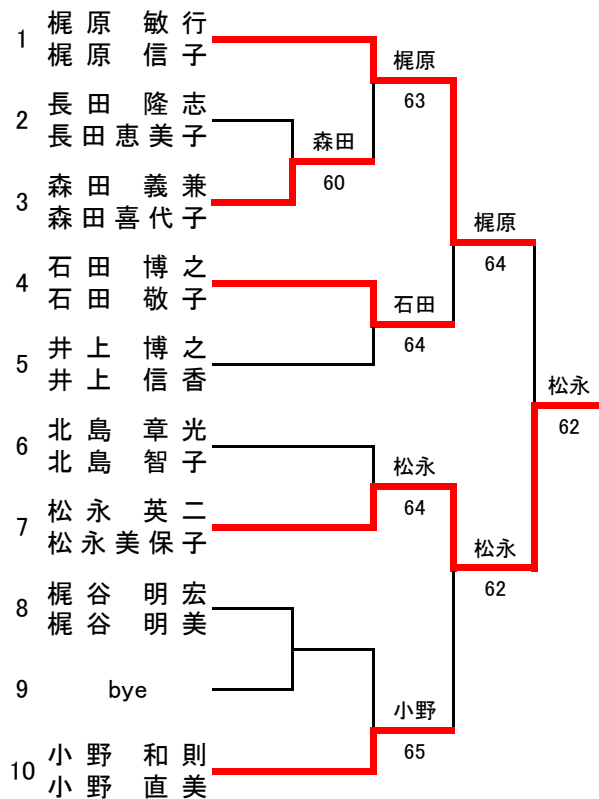 1 梶原 敏行
梶原 信子
2 長田 隆志
長田恵美子
3 森田 義兼
森田喜代子
4 石田 博之
石田 敬子
5 井上 博之
井上 信香
6 北島 章光
北島 智子
7 松永 英二
松永美保子
8 梶谷 明宏
梶谷 明美
9 bye
10 小野 和則
小野 直美
森田
60
梶原
63
石田
64
松永
64
小野
65
梶原
64
松永
62
松永
62